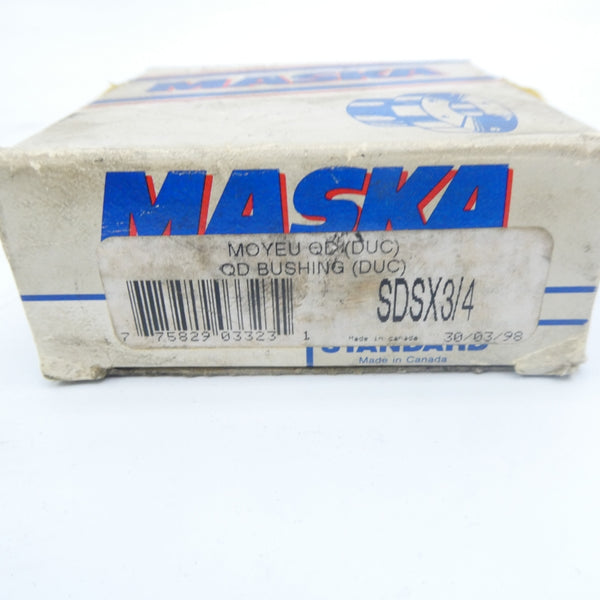 MASKA
MASKA
MOYEU QD (DUC)
QD BUSHING (DUC)
SDSX3/4
7 75829 03323 1
Made in canada 30/03/98
STANDARD
Made in Canada